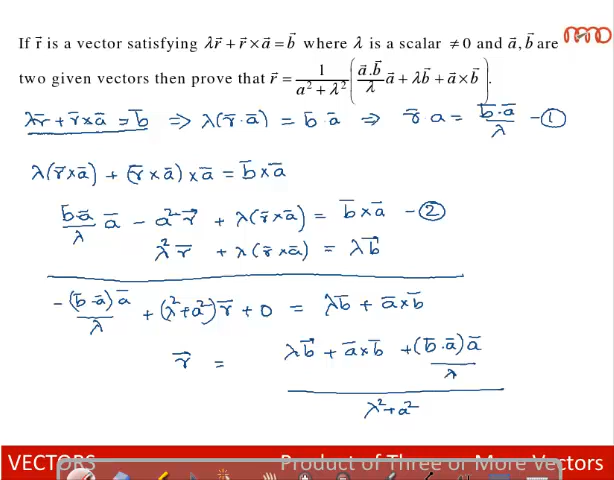 If r⃗ is a vector satisfying λr⃗ + r⃗ × a⃗ = b⃗ where λ is a scalar ≠ 0 and a⃗, b⃗ are
two given vectors then prove that r⃗ = 1/(a² + λ²) ( (a⃗.b⃗)/λ a⃗ + λb⃗ + a⃗ × b⃗ ).
λr̅ + r̅×a̅ = b̅ ⇒ λ(r̅·a̅) = b̅·a̅ ⇒ r̅·a = (b̅·a̅)/λ – ①
λ(r̅×a̅) + (r̅×a̅)×a̅ = b̅×a̅
(b̅·a̅)/λ a̅ – a² r⃗ + λ(r̅×a̅) = b̅×a̅ – ②
λ² r̅ + λ(r̅×a̅) = λb⃗
–(b̅·a̅)a̅/λ + (λ²+a²) r̅ + 0 = λb̅ + a̅×b̅
r⃗ = (λb⃗ + a̅×b̅ + (b̅·a̅)a̅/λ)/(λ²+a²)
VECTORS Product of Three or More Vectors